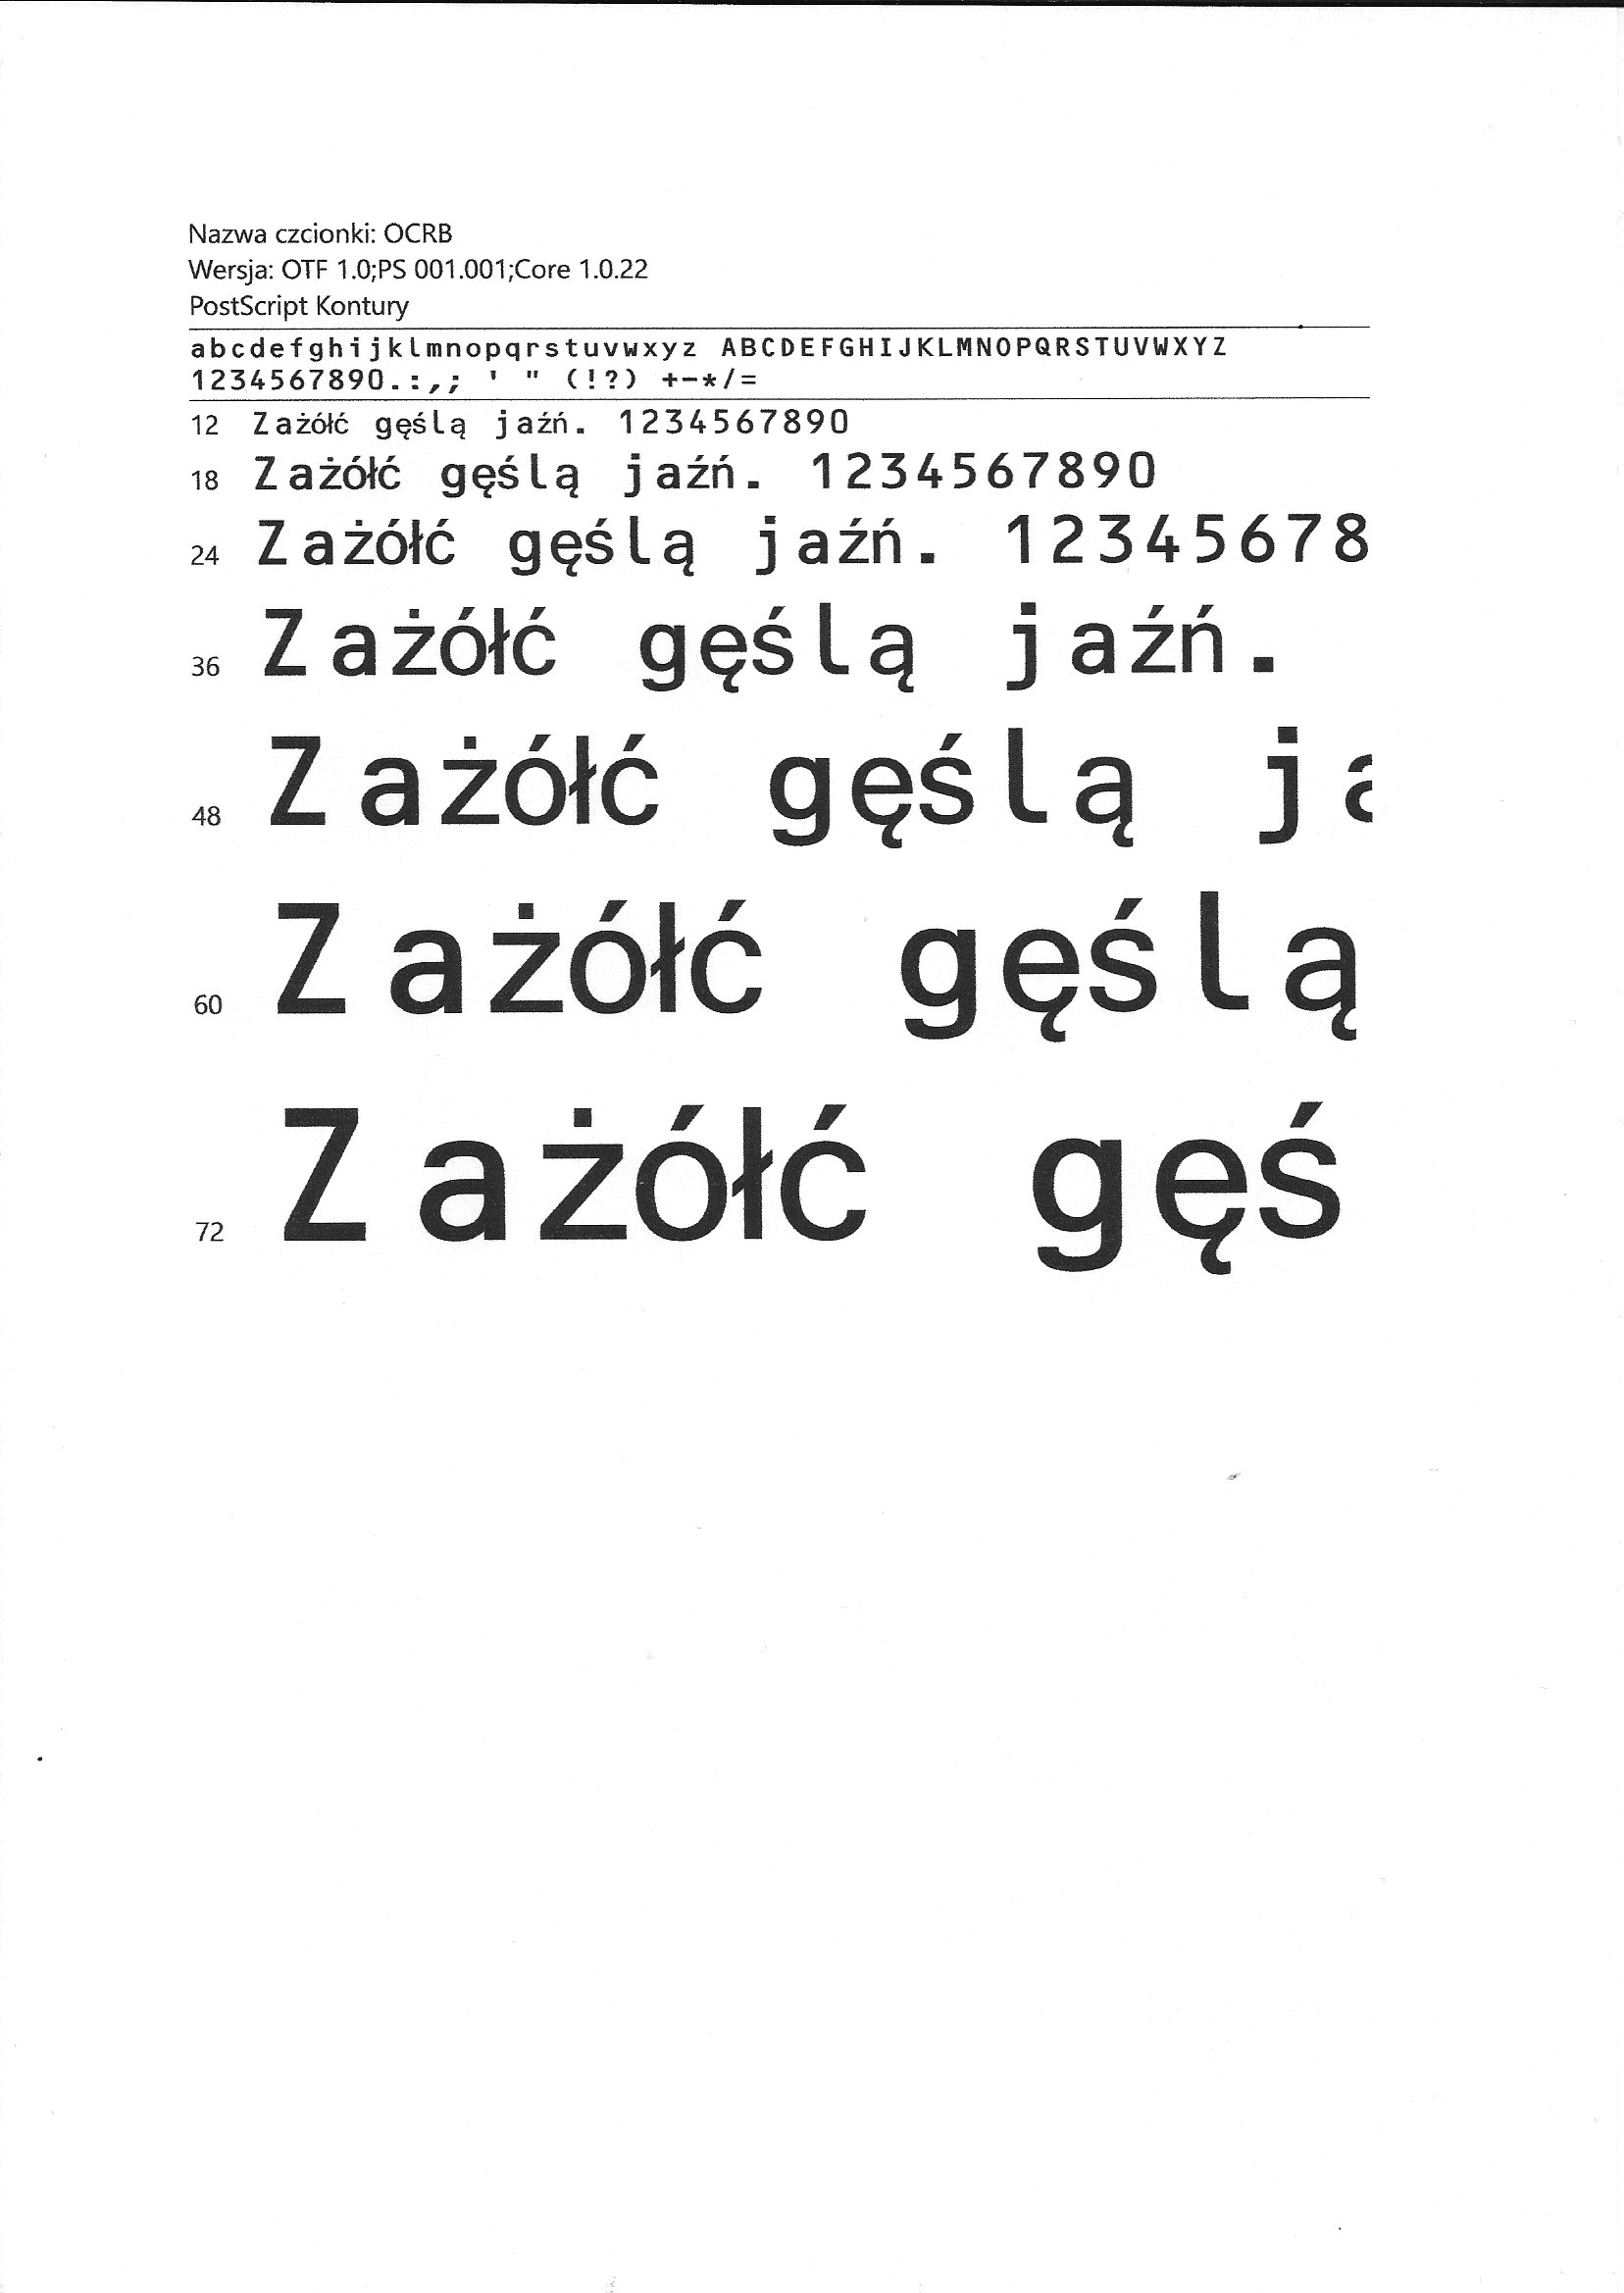 Nazwa czcionki: OCRB
Wersja: OTF 1.0;PS 001.001;Core 1.0.22
PostScript Kontury
abcdefghijklmnopqrstuvwxyz ABCDEFGHIJKLMNOPQRSTUVWXYZ
1234567890.:,; ' " (!?) +-*/=
12 Zażółć gęślą jaźń. 1234567890
18 Zażółć gęślą jaźń. 1234567890
24 Zażółć gęślą jaźń. 12345678
36 Zażółć gęślą jaźń.
48 Zażółć gęślą ja
60 Zażółć gęślą
72 Zażółć gęś